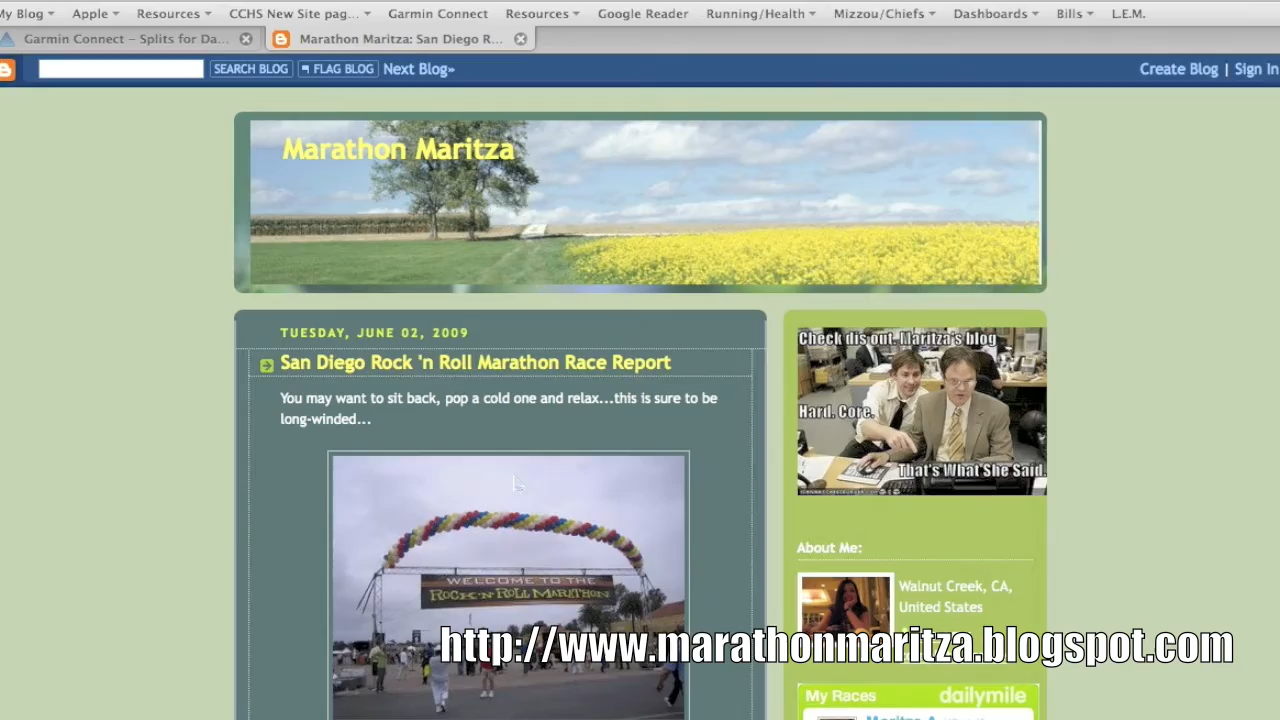 My Blog Apple Resources CCHS New Site pag... Garmin Connect Resources Google Reader Running/Health Mizzou/Chiefs Dashboards Bills L.E.M.
Garmin Connect – Splits for Da... Marathon Maritza: San Diego R...
SEARCH BLOG FLAG BLOG Next Blog» Create Blog | Sign In
Marathon Maritza
TUESDAY, JUNE 02, 2009
San Diego Rock 'n Roll Marathon Race Report
You may want to sit back, pop a cold one and relax...this is sure to be
long-winded...
WELCOME TO THE
ROCK'N'ROLL MARATHON
Check dis out. Maritza's blog
Hard. Core.
That's What She Said.
About Me:
Walnut Creek, CA,
United States
http://www.marathonmaritza.blogspot.com
My Races dailymile